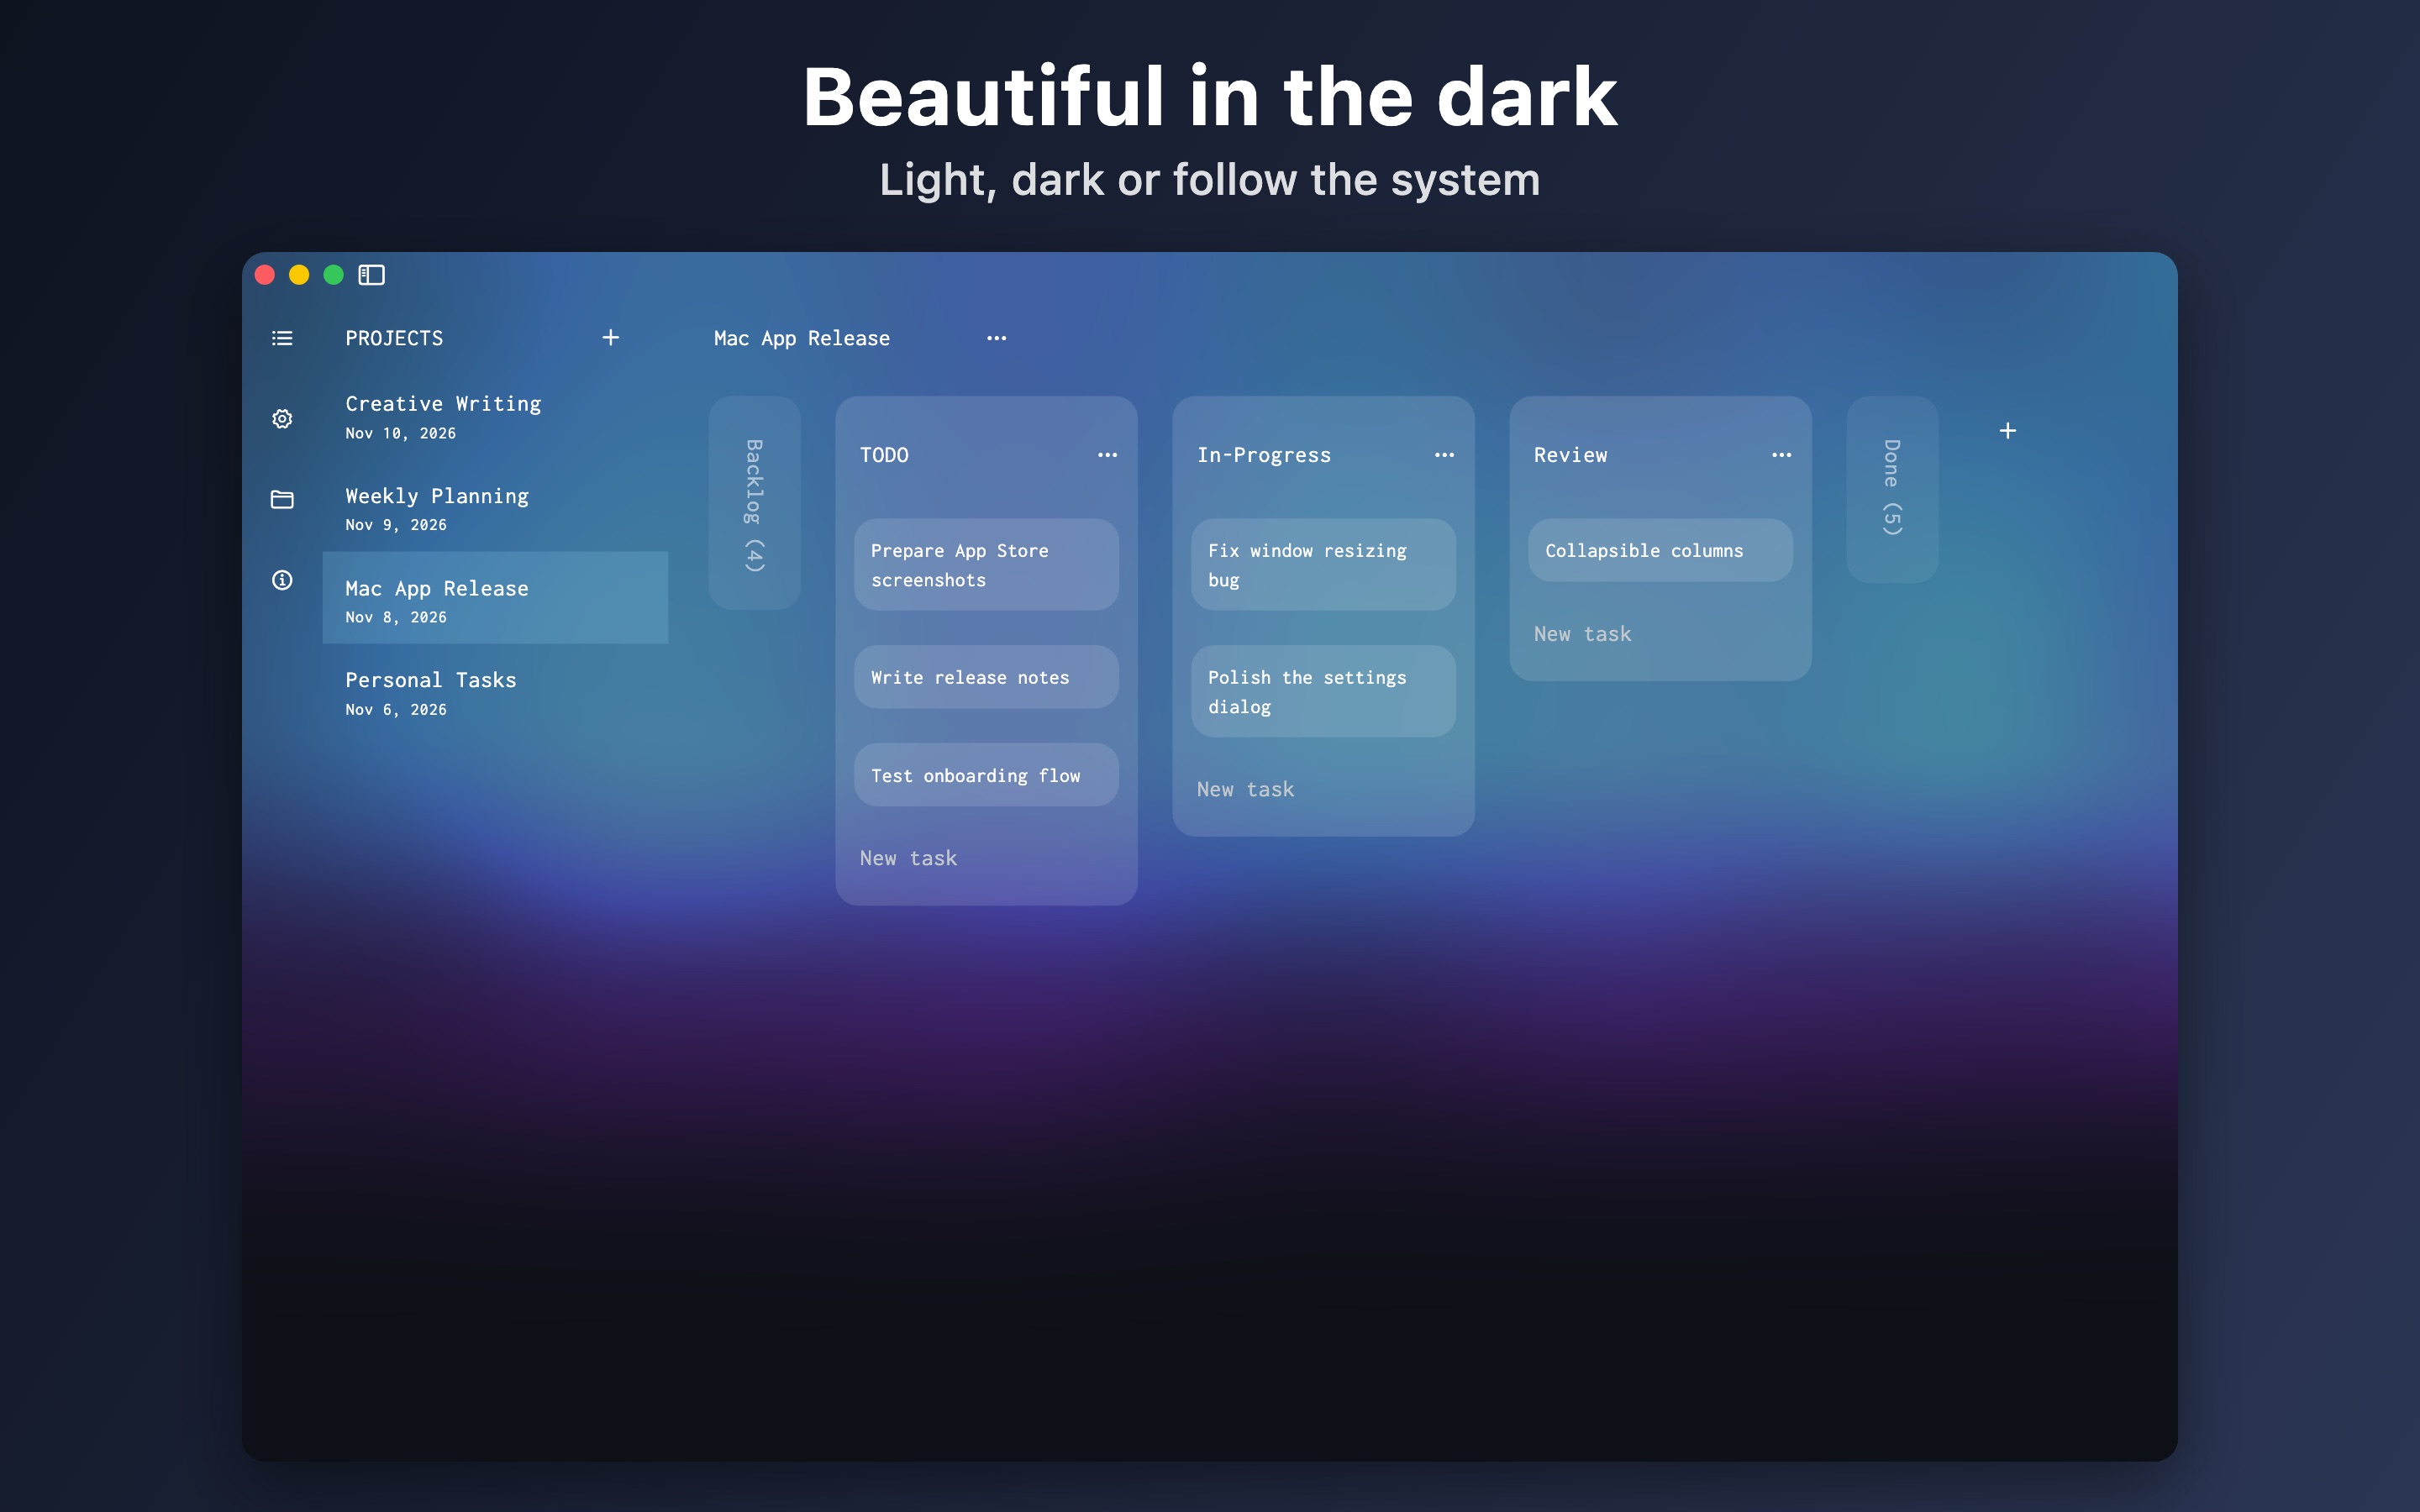 Beautiful in the dark
Light, dark or follow the system
PROJECTS
Creative Writing
Nov 10, 2026
Weekly Planning
Nov 9, 2026
Mac App Release
Nov 8, 2026
Personal Tasks
Nov 6, 2026
Mac App Release
Backlog (4)
TODO
Prepare App Store
screenshots
Write release notes
Test onboarding flow
New task
In-Progress
Fix window resizing
bug
Polish the settings
dialog
New task
Review
Collapsible columns
New task
Done (5)